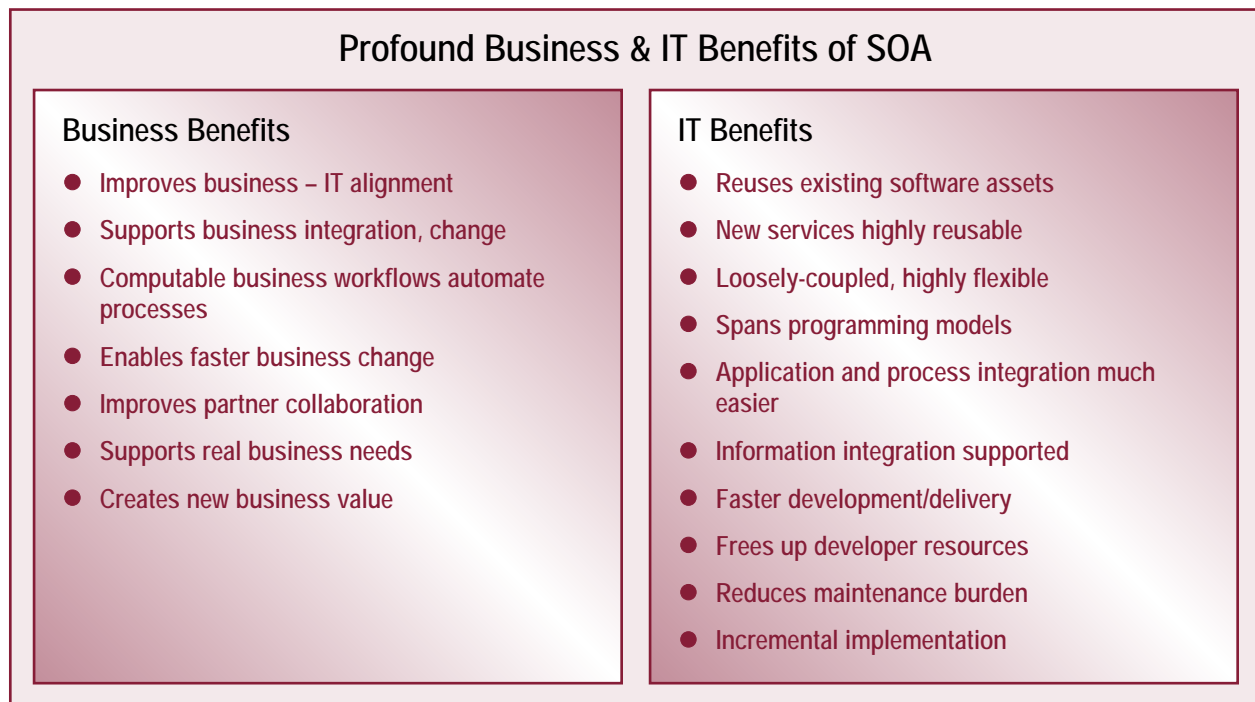 Profound Business & IT Benefits of SOA
Business Benefits
● Improves business – IT alignment
● Supports business integration, change
● Computable business workflows automate
processes
● Enables faster business change
● Improves partner collaboration
● Supports real business needs
● Creates new business value
IT Benefits
● Reuses existing software assets
● New services highly reusable
● Loosely-coupled, highly flexible
● Spans programming models
● Application and process integration much
easier
● Information integration supported
● Faster development/delivery
● Frees up developer resources
● Reduces maintenance burden
● Incremental implementation